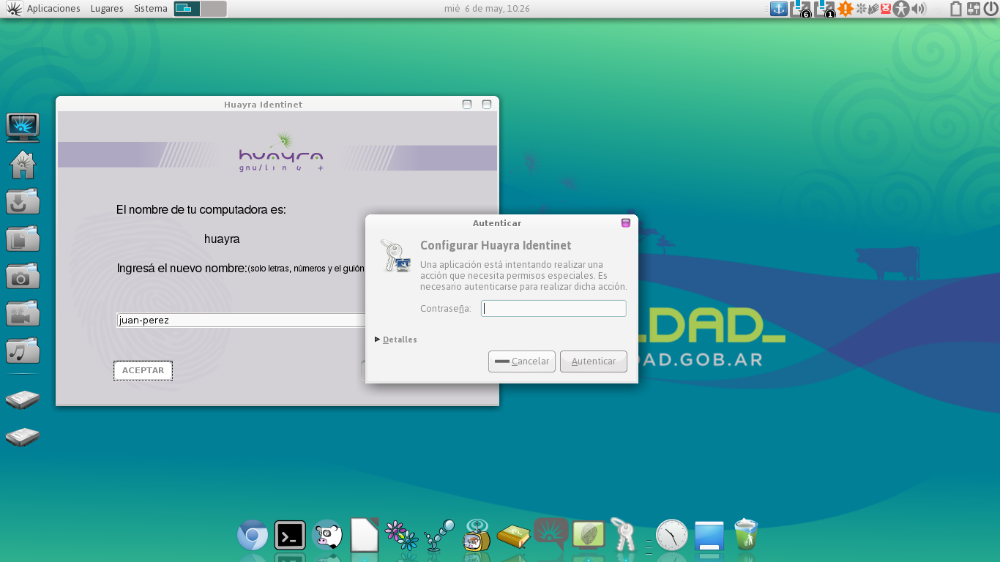 Aplicaciones Lugares Sistema
mié 6 de may, 10:26
6
1
Huayra Identinet
huayra
gnu/linux
El nombre de tu computadora es:
huayra
Ingresá el nuevo nombre:(solo letras, números y el guión
juan-perez
ACEPTAR
Autenticar
Configurar Huayra Identinet
Una aplicación está intentando realizar una
acción que necesita permisos especiales. Es
necesario autenticarse para realizar dicha acción.
Contraseña:
Detalles
Cancelar Autenticar
LDAD_
DAD.GOB.AR